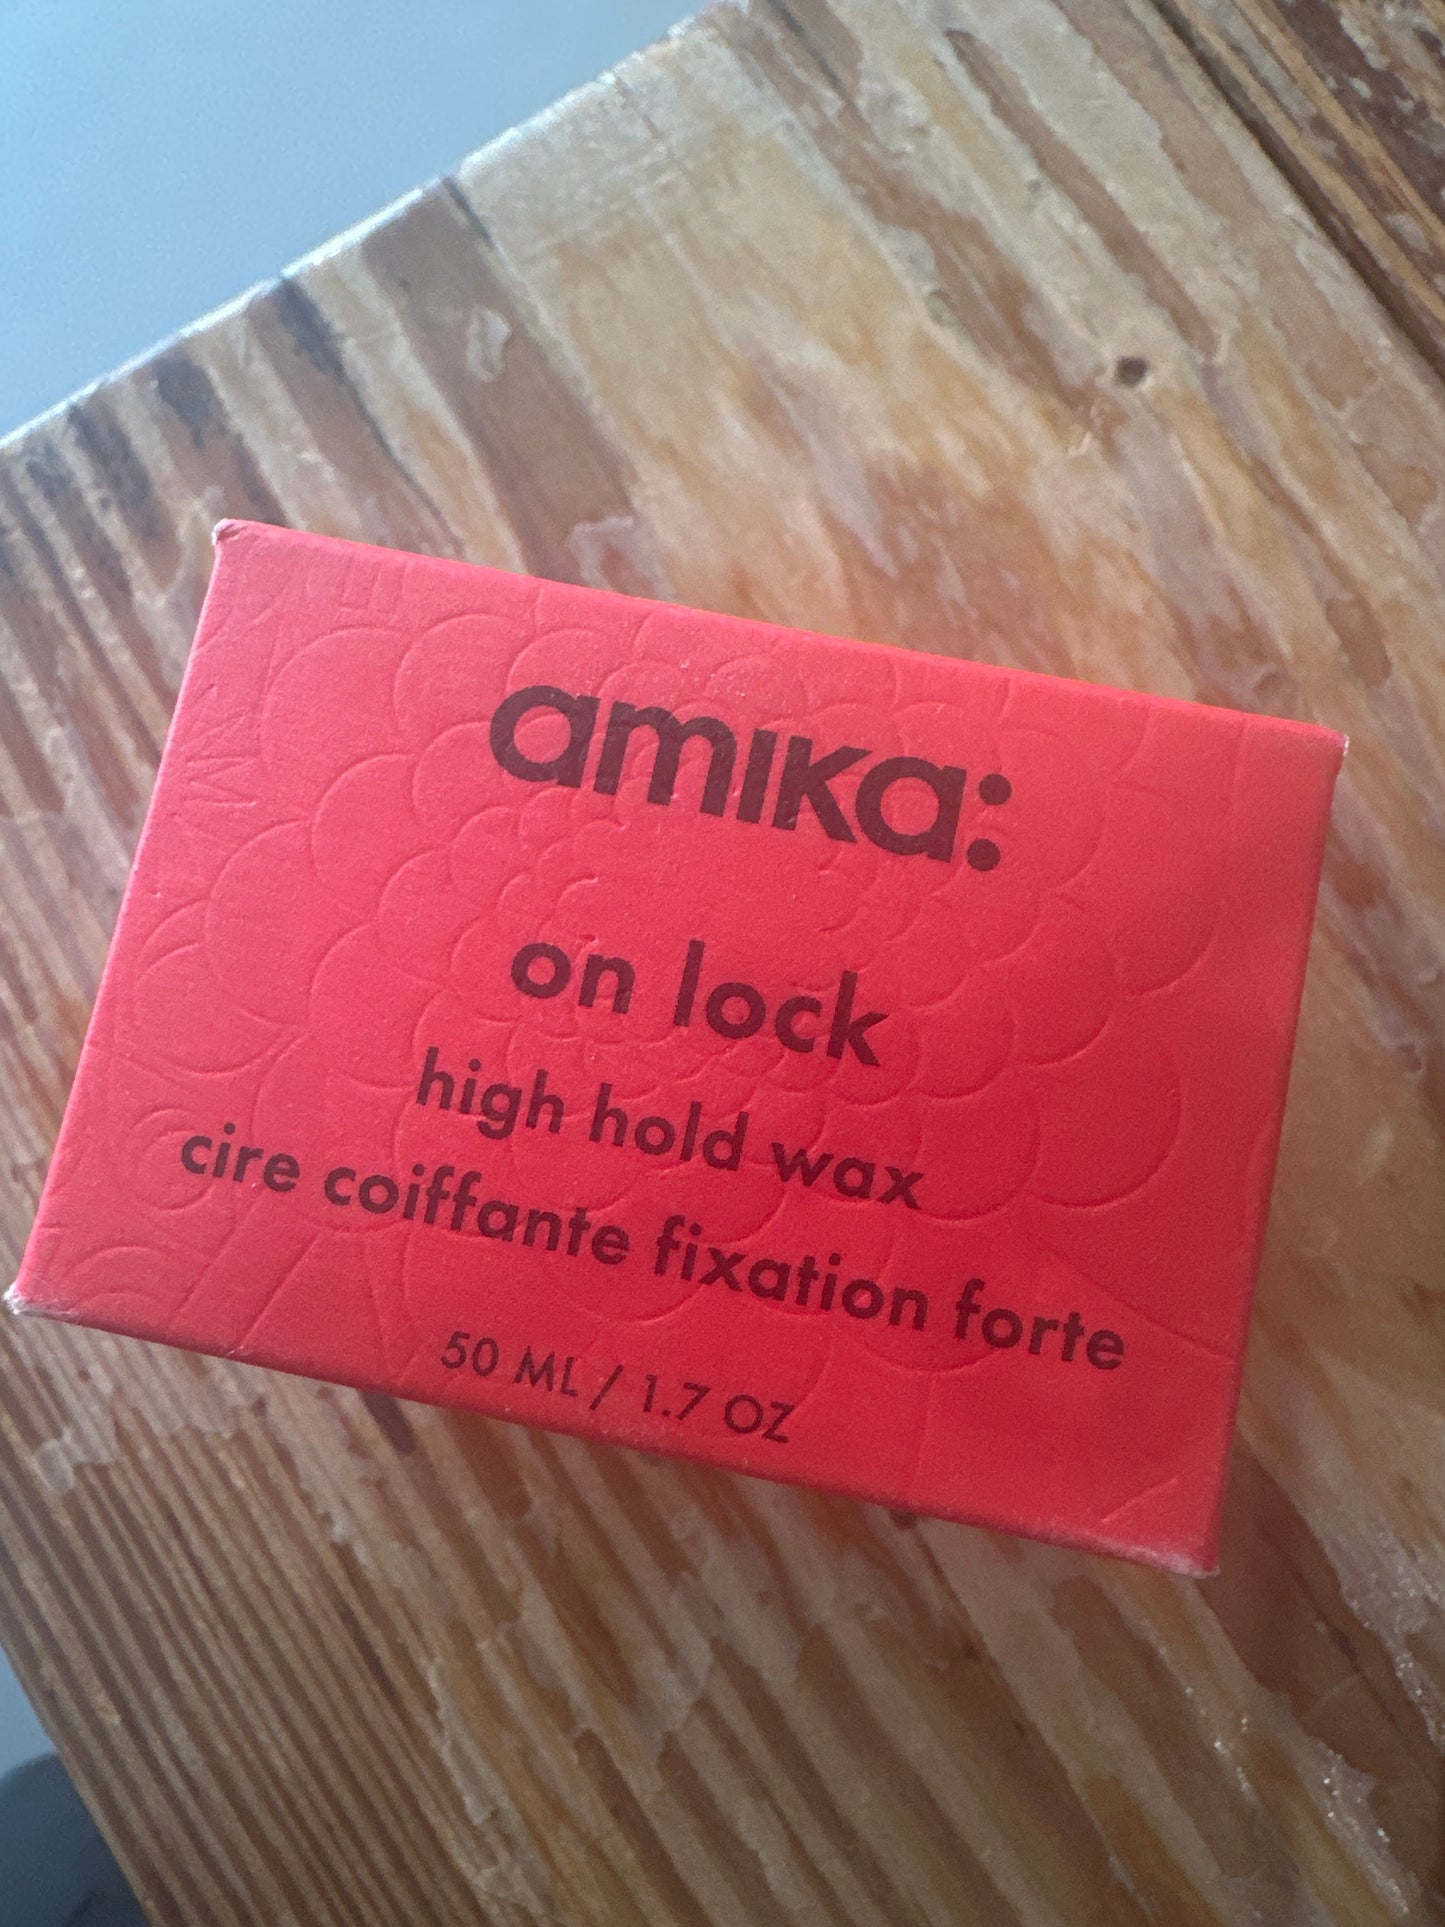 amika:
on lock
high hold wax
cire coiffante fixation forte
50 ML / 1.7 OZ